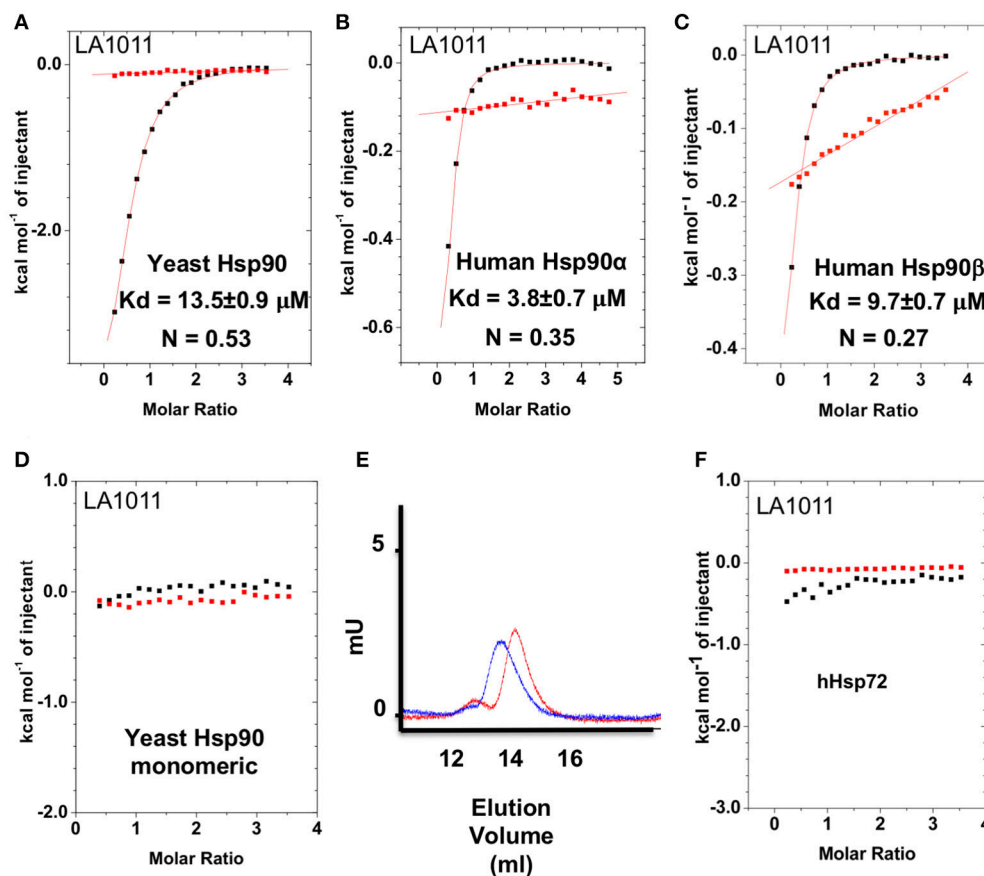 A
LA1011
0.0
-2.0
kcal mol⁻¹ of injectant
Yeast Hsp90
Kd = 13.5±0.9 μM
N = 0.53
0 1 2 3 4
Molar Ratio
B
LA1011
0.0
-0.2
-0.4
-0.6
kcal mol⁻¹ of injectant
Human Hsp90α
Kd = 3.8±0.7 μM
N = 0.35
0 1 2 3 4 5
Molar Ratio
C
LA1011
0.0
-0.1
-0.2
-0.3
-0.4
kcal mol⁻¹ of injectant
Human Hsp90β
Kd = 9.7±0.7 μM
N = 0.27
0 1 2 3 4
Molar Ratio
D
LA1011
1.0
0.0
-1.0
-2.0
kcal mol⁻¹ of injectant
Yeast Hsp90
monomeric
0 1 2 3 4
Molar Ratio
E
5
0
mU
12 14 16
Elution
Volume
(ml)
F
LA1011
1.0
0.0
-1.0
-2.0
-3.0
kcal mol⁻¹ of injectant
hHsp72
0 1 2 3 4
Molar Ratio